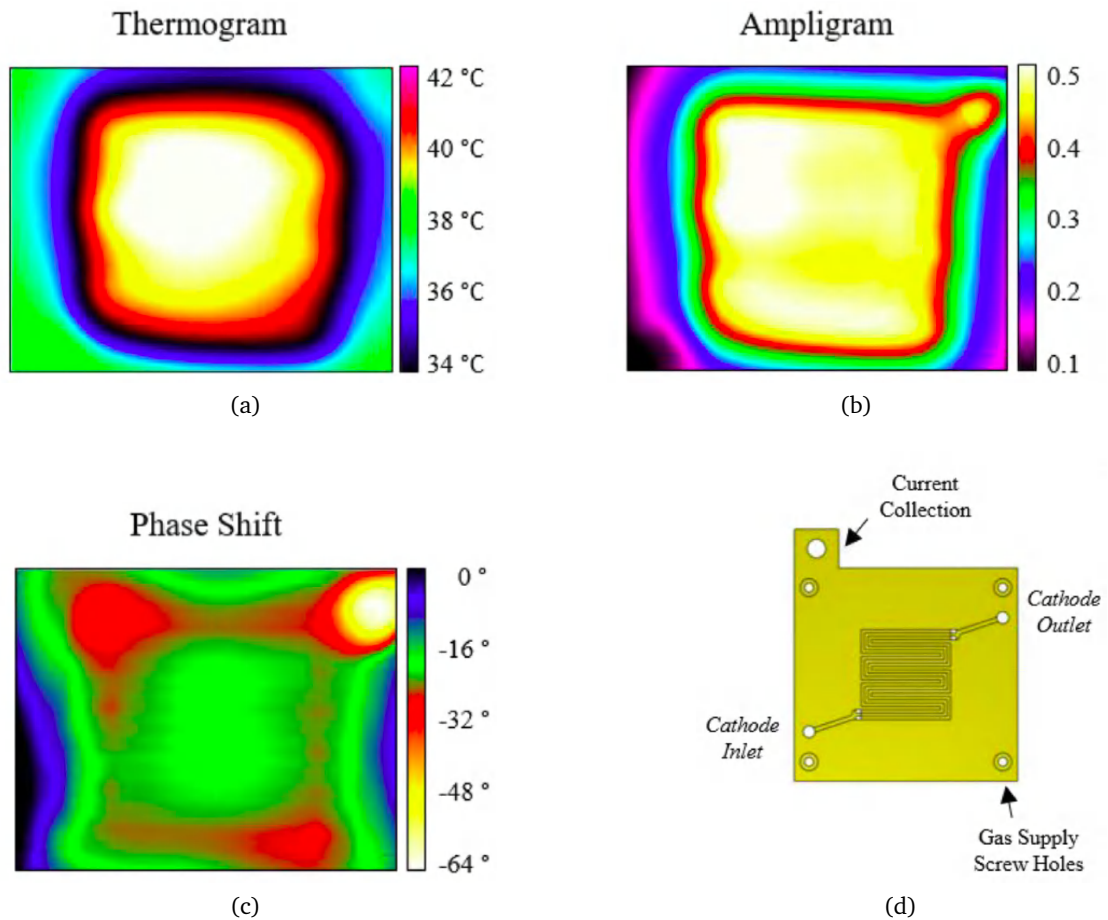 Thermogram
42 °C
40 °C
38 °C
36 °C
34 °C
(a)
Ampligram
0.5
0.4
0.3
0.2
0.1
(b)
Phase Shift
0 °
-16 °
-32 °
-48 °
-64 °
(c)
Current
Collection
Cathode
Outlet
Cathode
Inlet
Gas Supply
Screw Holes
(d)